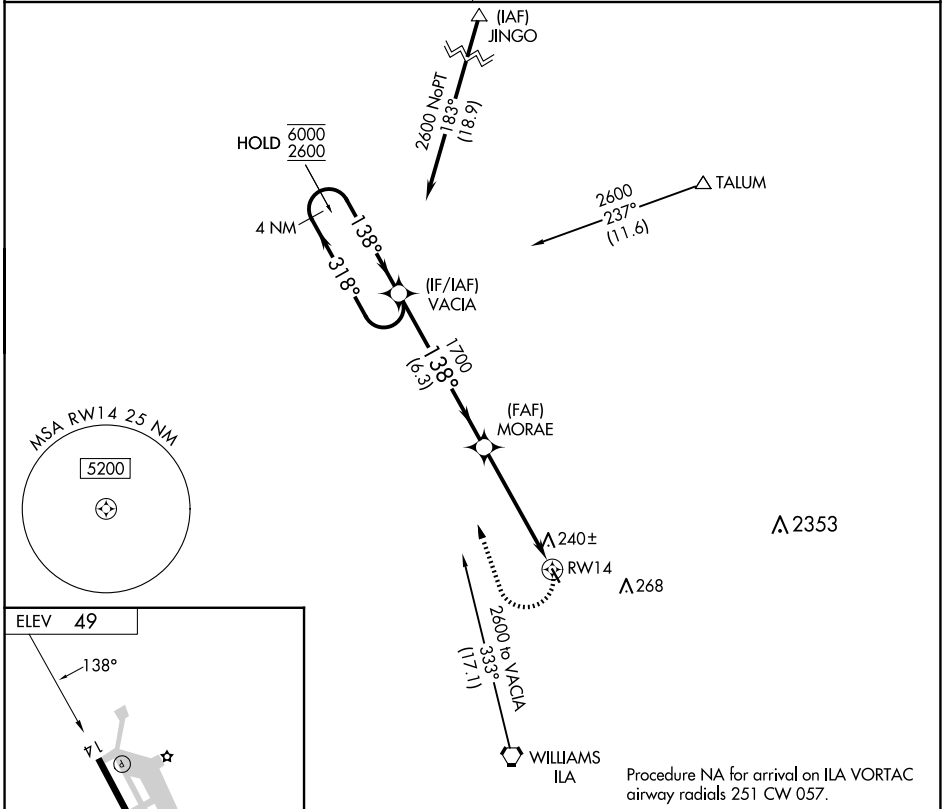 (IAF)
JINGO
2600 NoPT
183°
(18.9)
HOLD 6000
2600
TALUM
2600
237°
(11.6)
4 NM
138°
318°
(IF/IAF)
VACIA
1700
138°
(6.3)
(FAF)
MORAE
MSA RW14 25 NM
5200
2353
240±
RW14
268
2600 to VACIA
333°
(17.1)
ELEV 49
138°
14
P
WILLIAMS
ILA
Procedure NA for arrival on ILA VORTAC
airway radials 251 CW 057.